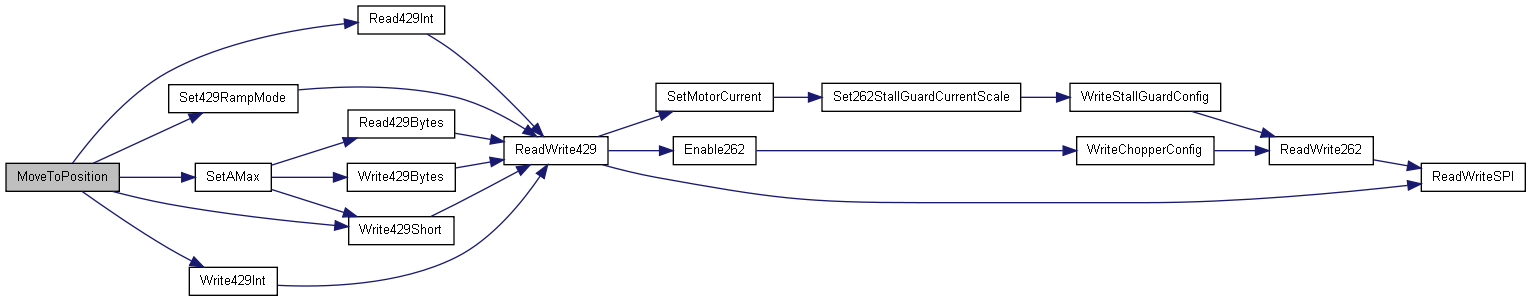 MoveToPosition
Read429Int
Set429RampMode
SetAMax
Read429Bytes
Write429Bytes
Write429Short
Write429Int
ReadWrite429
SetMotorCurrent
Enable262
Set262StallGuardCurrentScale
WriteStallGuardConfig
WriteChopperConfig
ReadWrite262
ReadWriteSPI